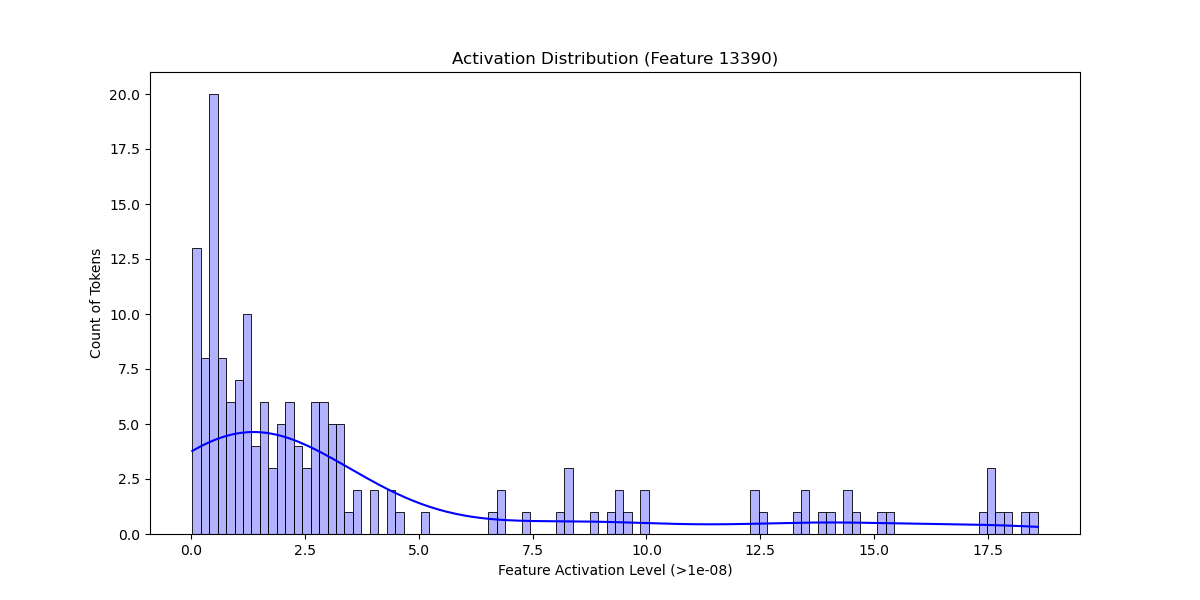 Activation Distribution (Feature 13390)
20.0
17.5
15.0
12.5
10.0
7.5
5.0
2.5
0.0
Count of Tokens
0.0 2.5 5.0 7.5 10.0 12.5 15.0 17.5
Feature Activation Level (>1e-08)